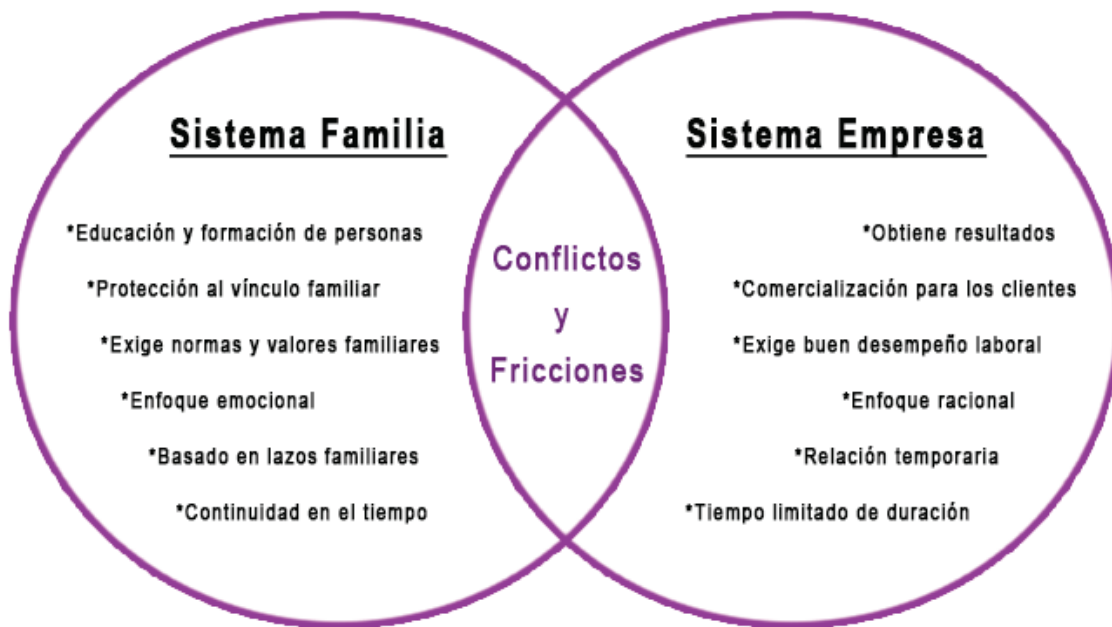 Sistema Familia
*Educación y formación de personas
*Protección al vínculo familiar
*Exige normas y valores familiares
*Enfoque emocional
*Basado en lazos familiares
*Continuidad en el tiempo
Conflictos
y
Fricciones
Sistema Empresa
*Obtiene resultados
*Comercialización para los clientes
*Exige buen desempeño laboral
*Enfoque racional
*Relación temporaria
*Tiempo limitado de duración